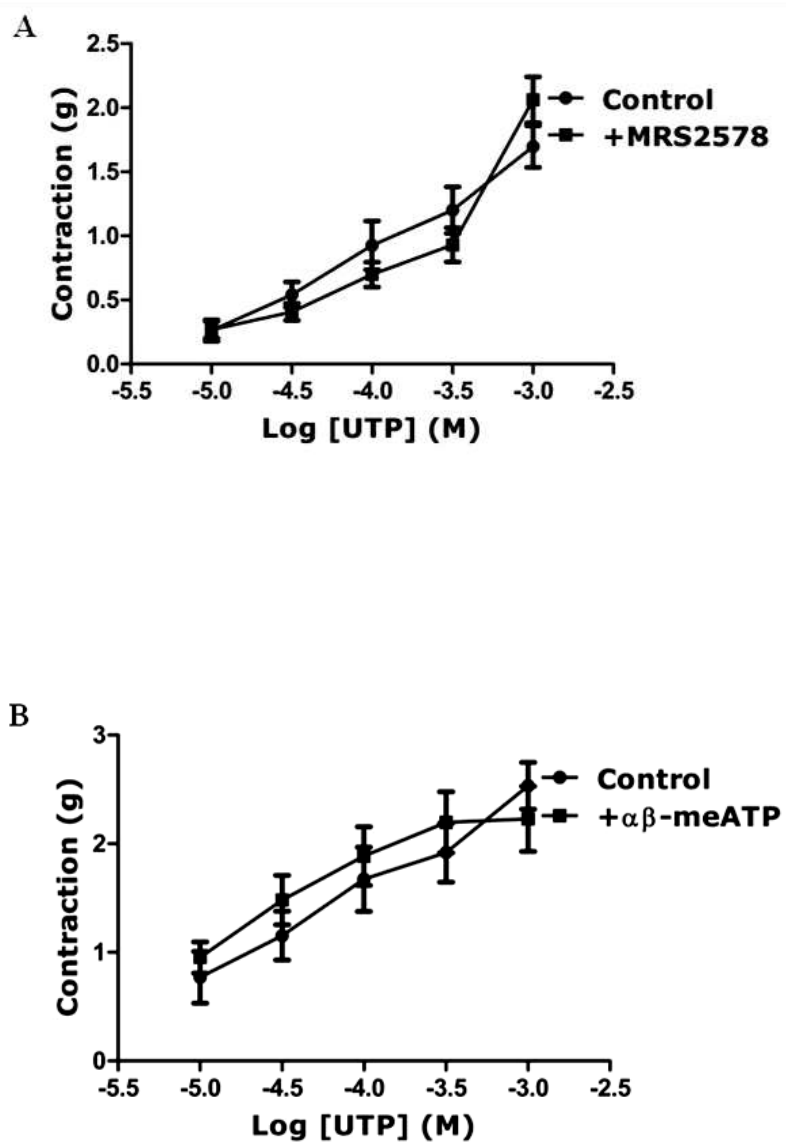 A
2.5
2.0
1.5
1.0
0.5
0.0
Contraction (g)
Control
+MRS2578
-5.5 -5.0 -4.5 -4.0 -3.5 -3.0 -2.5
Log [UTP] (M)
B
3
2
1
0
Contraction (g)
Control
+αβ-meATP
-5.5 -5.0 -4.5 -4.0 -3.5 -3.0 -2.5
Log [UTP] (M)